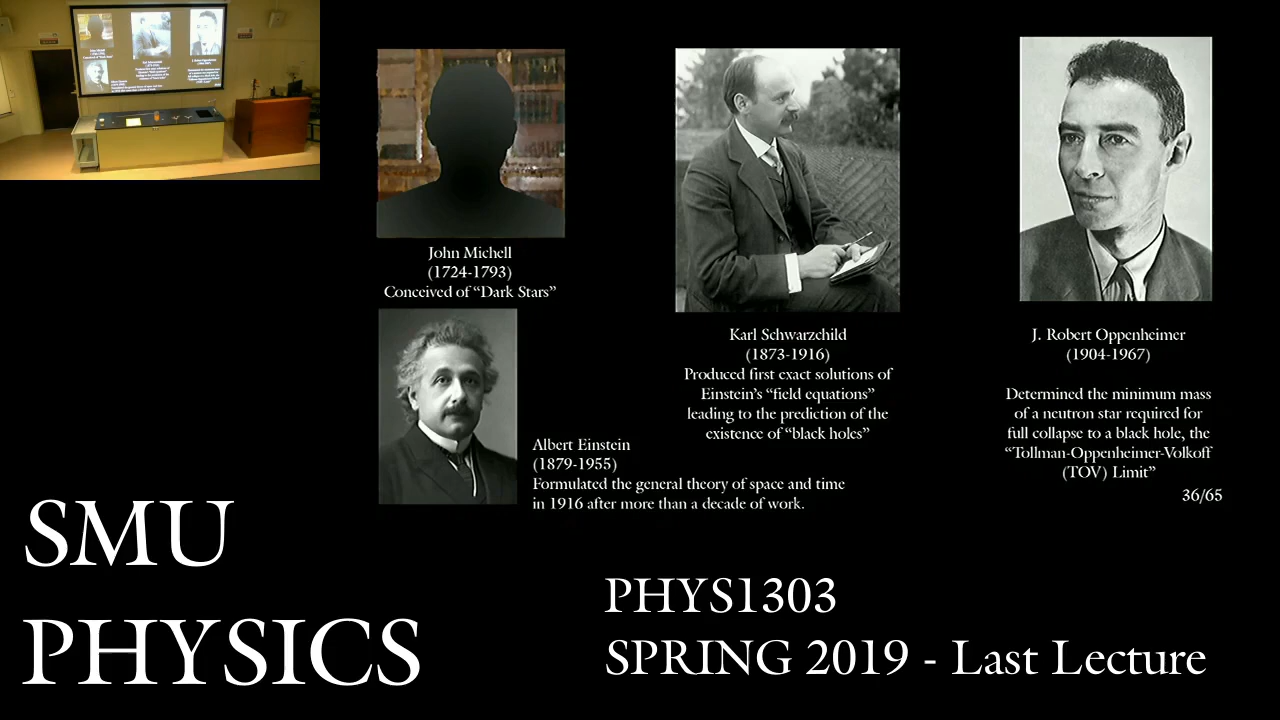 John Michell
(1724-1793)
Conceived of “Dark Stars”
Albert Einstein
(1879-1955)
Formulated the general theory of space and time
in 1916 after more than a decade of work.
Karl Schwarzchild
(1873-1916)
Produced first exact solutions of
Einstein’s “field equations”
leading to the prediction of the
existence of “black holes”
J. Robert Oppenheimer
(1904-1967)
Determined the minimum mass
of a neutron star required for
full collapse to a black hole, the
“Tollman-Oppenheimer-Volkoff
(TOV) Limit”
36/65
SMU
PHYSICS
PHYS1303
SPRING 2019 - Last Lecture